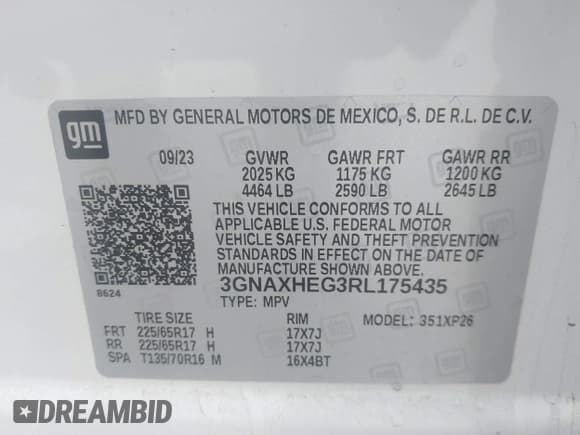 gm MFD BY GENERAL MOTORS DE MEXICO, S. DE R.L. DE C.V.
09/23 GVWR GAWR FRT GAWR RR
2025 KG 1175 KG 1200 KG
4464 LB 2590 LB 2645 LB
THIS VEHICLE CONFORMS TO ALL
APPLICABLE U.S. FEDERAL MOTOR
VEHICLE SAFETY AND THEFT PREVENTION
STANDARDS IN EFFECT ON THE DATE OF
MANUFACTURE SHOWN ABOVE.
8624 3GNAXHEG3RL175435
TYPE: MPV
TIRE SIZE RIM MODEL: 351XP26
FRT 225/65R17 H 17X7J
RR 225/65R17 H 17X7J
SPA T135/70R16 M 16X4BT
DREAMBID